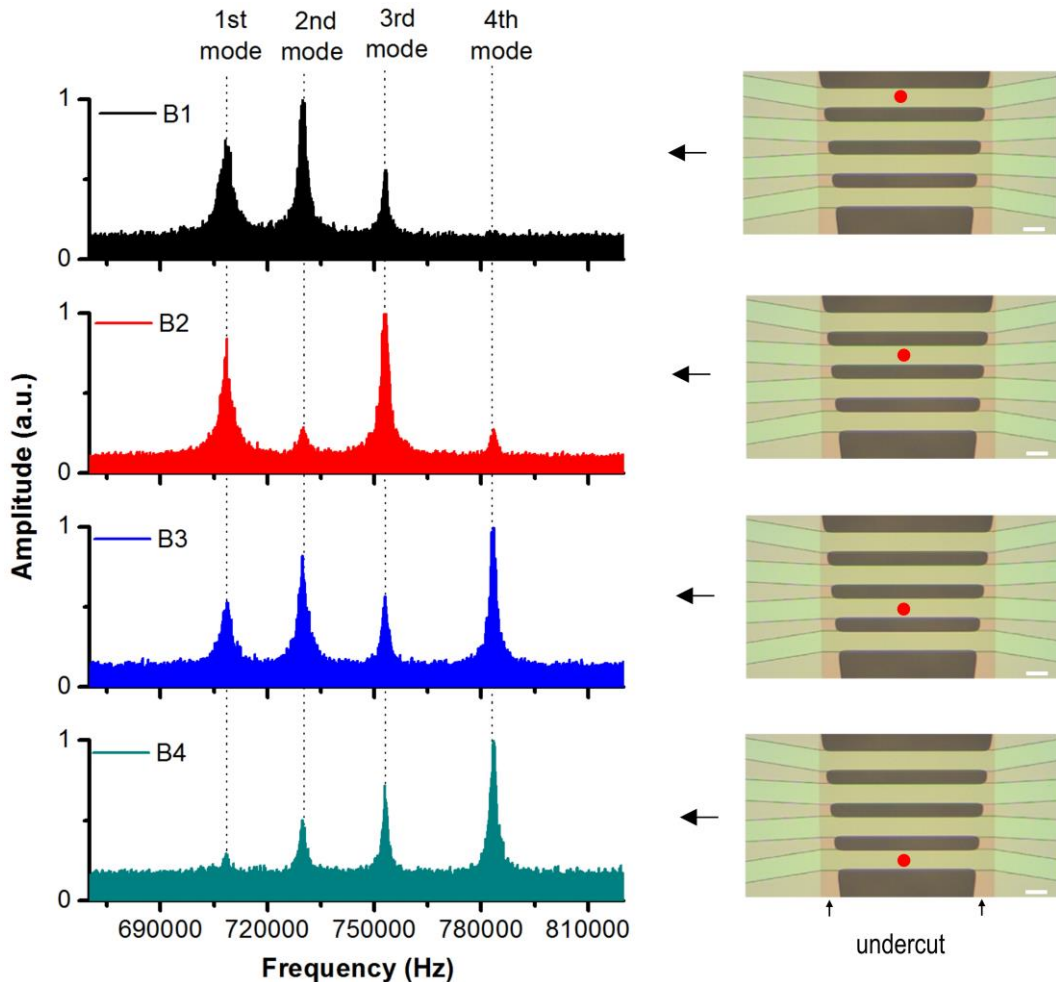 1st 2nd 3rd 4th
mode mode mode mode
1
B1
0
1
B2
0
1
B3
0
1
B4
0
Amplitude (a.u.)
690000 720000 750000 780000 810000
Frequency (Hz)
undercut